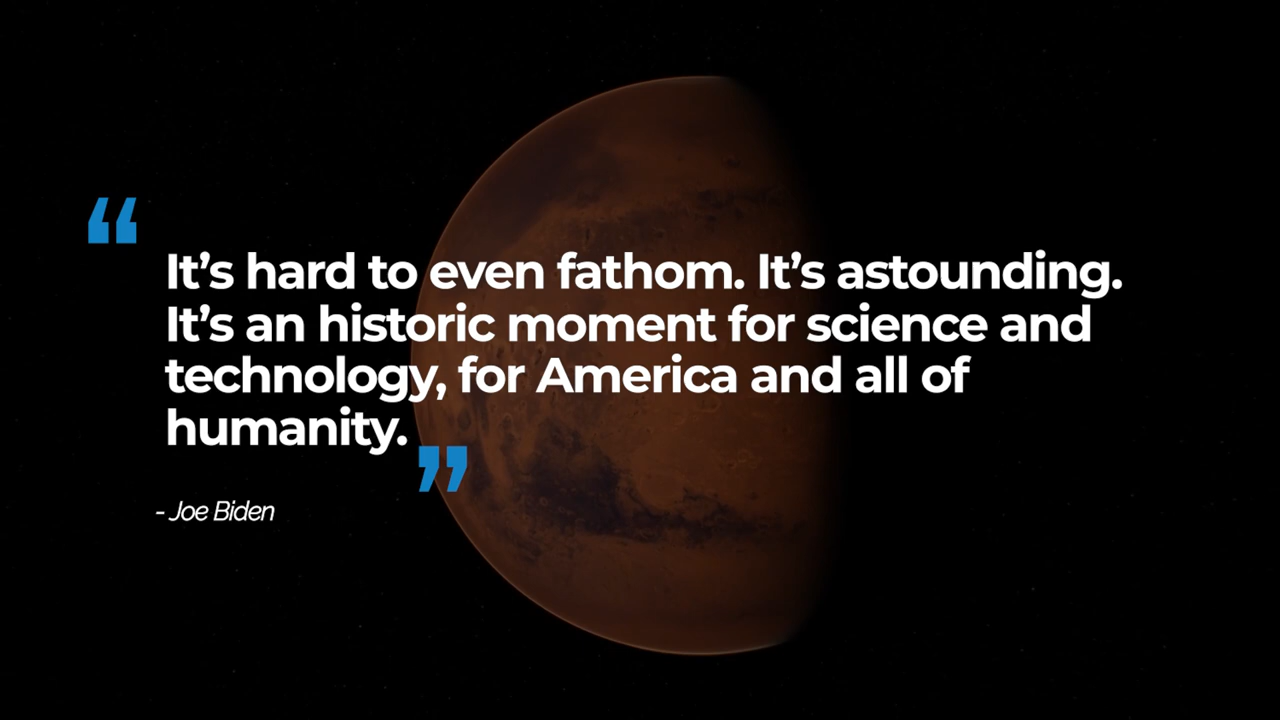 “
It’s hard to even fathom. It’s astounding.
It’s an historic moment for science and
technology, for America and all of
humanity.
”
- Joe Biden